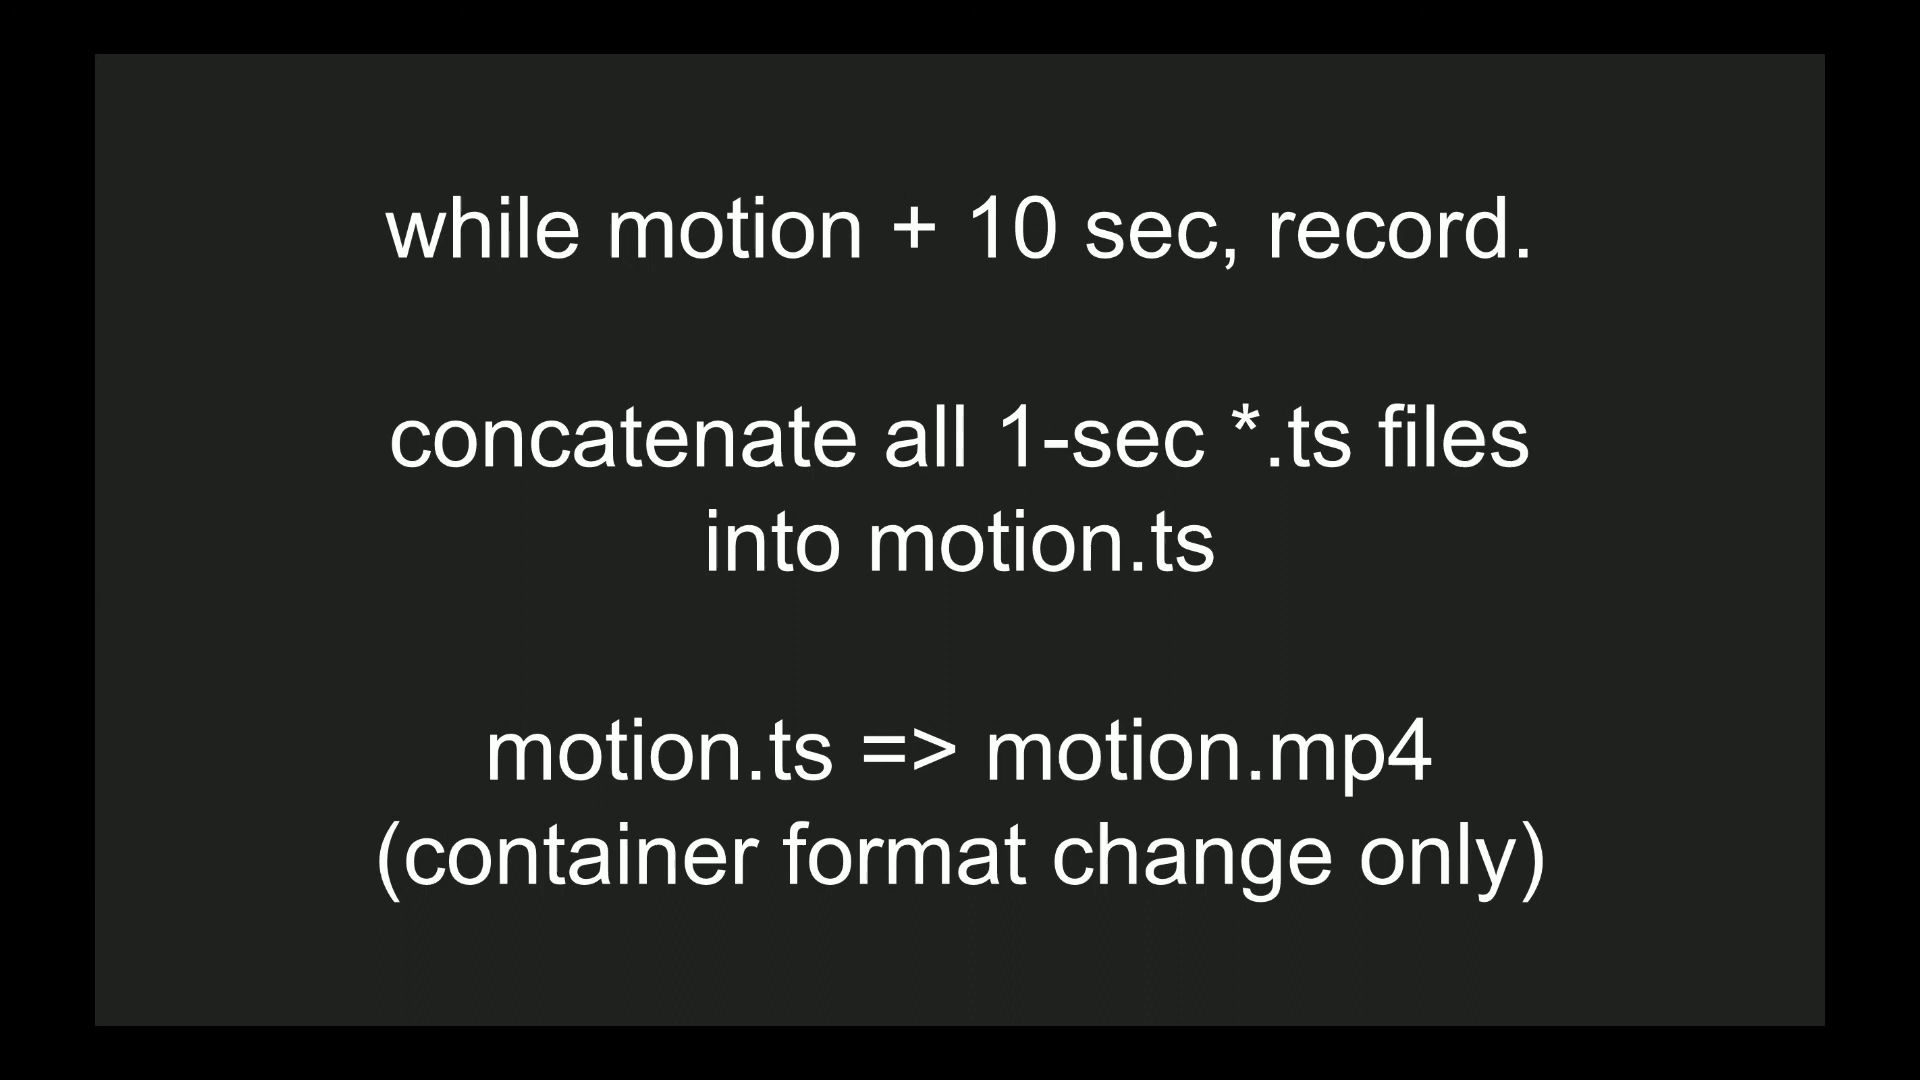 while motion + 10 sec, record.
concatenate all 1-sec *.ts files
into motion.ts
motion.ts => motion.mp4
(container format change only)